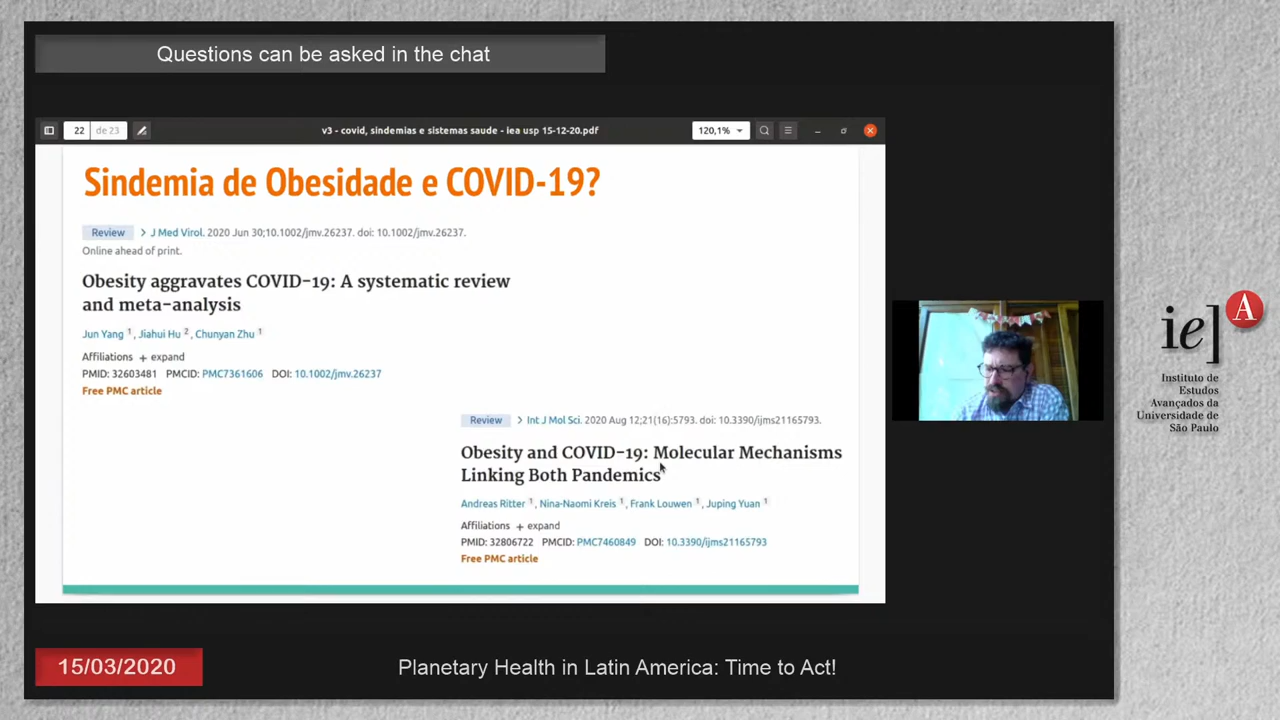 Questions can be asked in the chat
22 de 23
v3 - covid, sindemias e sistemas saude - iea usp 15-12-20.pdf
120,1%
Sindemia de Obesidade e COVID-19?
Review > J Med Virol. 2020 Jun 30;10.1002/jmv.26237. doi: 10.1002/jmv.26237.
Online ahead of print.
Obesity aggravates COVID-19: A systematic review
and meta-analysis
Jun Yang 1, Jiahui Hu 2, Chunyan Zhu 1
Affiliations + expand
PMID: 32603481 PMCID: PMC7361606 DOI: 10.1002/jmv.26237
Free PMC article
Review > Int J Mol Sci. 2020 Aug 12;21(16):5793. doi: 10.3390/ijms21165793.
Obesity and COVID-19: Molecular Mechanisms
Linking Both Pandemics
Andreas Ritter 1, Nina-Naomi Kreis 1, Frank Louwen 1, Juping Yuan 1
Affiliations + expand
PMID: 32806722 PMCID: PMC7460849 DOI: 10.3390/ijms21165793
Free PMC article
ieA
Instituto de
Estudos
Avançados da
Universidade de
São Paulo
15/03/2020
Planetary Health in Latin America: Time to Act!